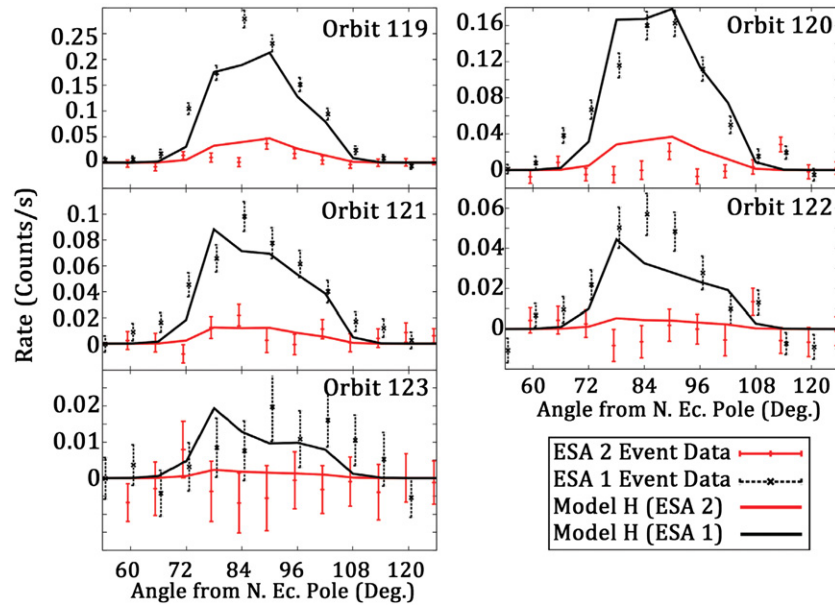 Orbit 119
0.25
0.2
0.15
0.1
0.05
0
Orbit 120
0.16
0.12
0.08
0.04
0
Rate (Counts/s)
Orbit 121
0.1
0.08
0.06
0.04
0.02
0
Orbit 122
0.06
0.04
0.02
0
60 72 84 96 108 120
Angle from N. Ec. Pole (Deg.)
Orbit 123
0.02
0.01
0
60 72 84 96 108 120
Angle from N. Ec. Pole (Deg.)
ESA 2 Event Data
ESA 1 Event Data
Model H (ESA 2)
Model H (ESA 1)